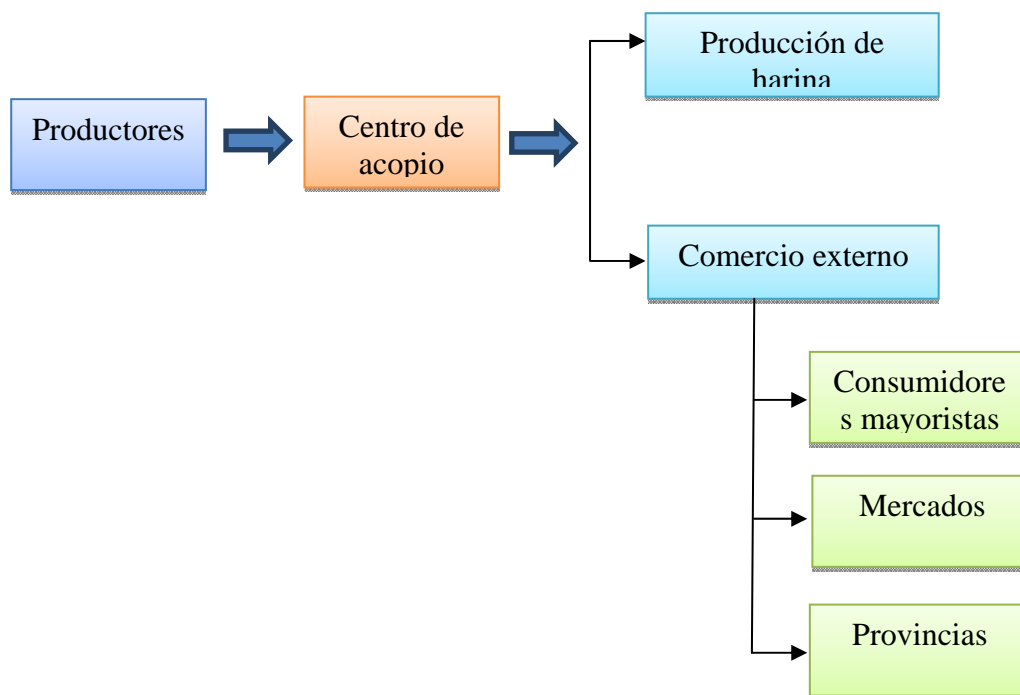 Producción de
harina
Productores
Centro de
acopio
Comercio externo
Consumidore
s mayoristas
Mercados
Provincias